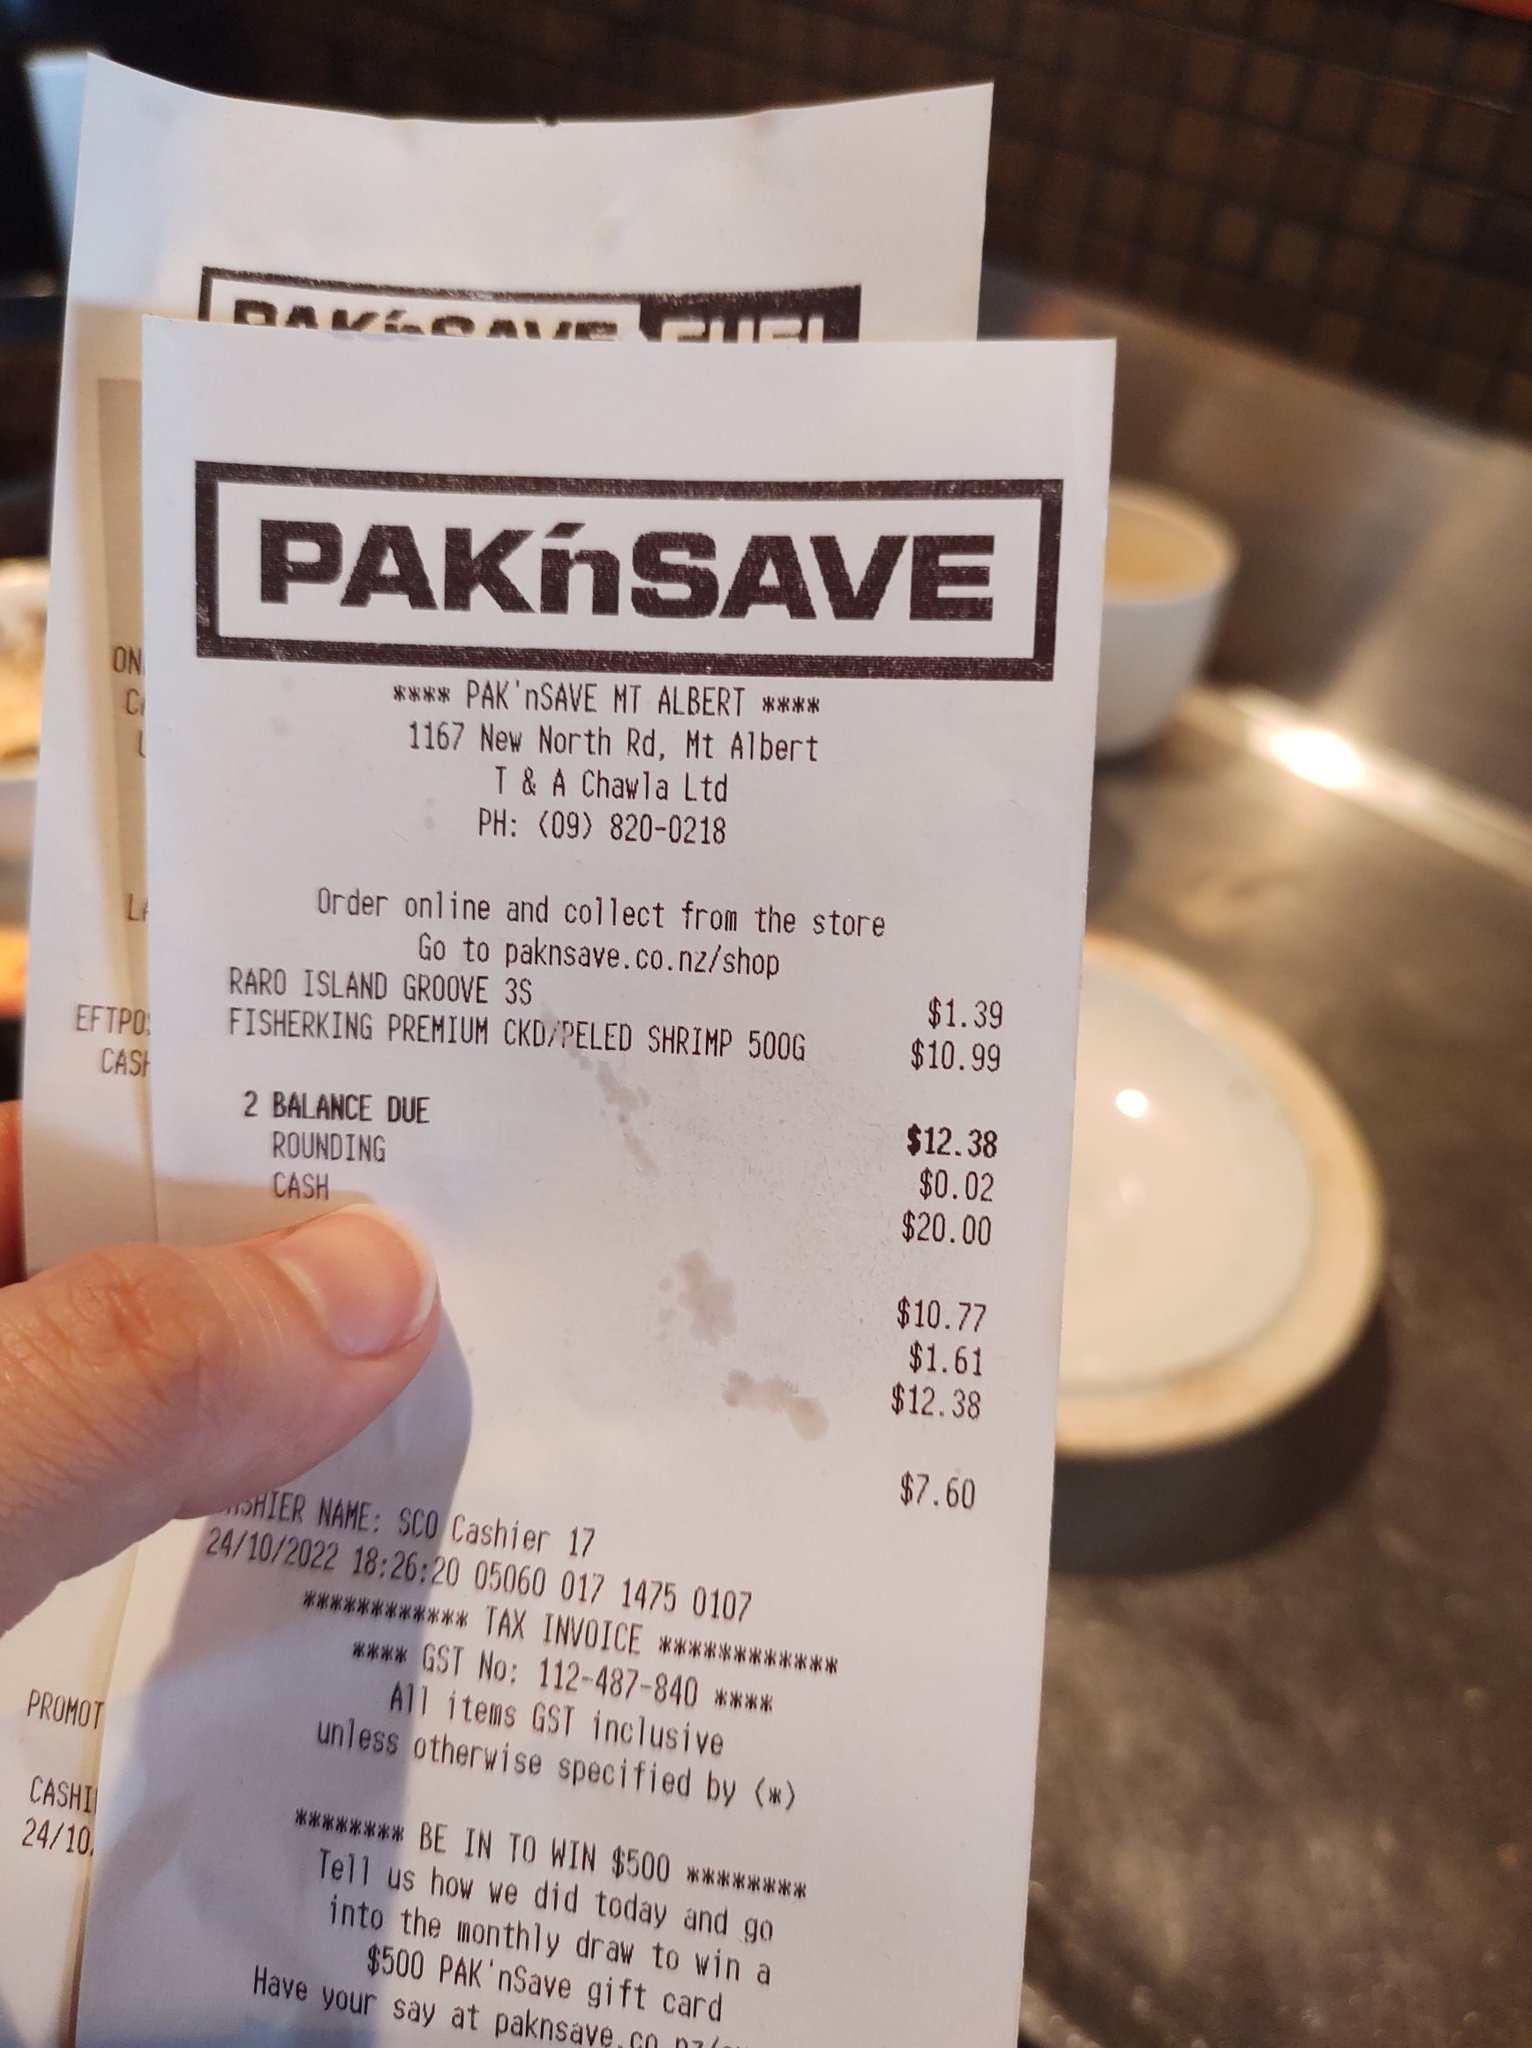 PAK'nSAVE FUEL
PAK'nSAVE
**** PAK'nSAVE MT ALBERT ****
1167 New North Rd, Mt Albert
T & A Chawla Ltd
PH: (09) 820-0218
Order online and collect from the store
Go to paknsave.co.nz/shop
RARO ISLAND GROOVE 3S $1.39
FISHERKING PREMIUM CKD/PELED SHRIMP 500G $10.99
2 BALANCE DUE $12.38
ROUNDING $0.02
CASH $20.00
$10.77
$1.61
$12.38
$7.60
CASHIER NAME: SCO Cashier 17
24/10/2022 18:26:20 05060 017 1475 0107
************ TAX INVOICE ************
**** GST No: 112-487-840 ****
All items GST inclusive
unless otherwise specified by (*)
******** BE IN TO WIN $500 ********
Tell us how we did today and go
into the monthly draw to win a
$500 PAK'nSave gift card
Have your say at paknsave.co.nz/
EFTPOS
CASH
PROMOT
CASHI
24/10